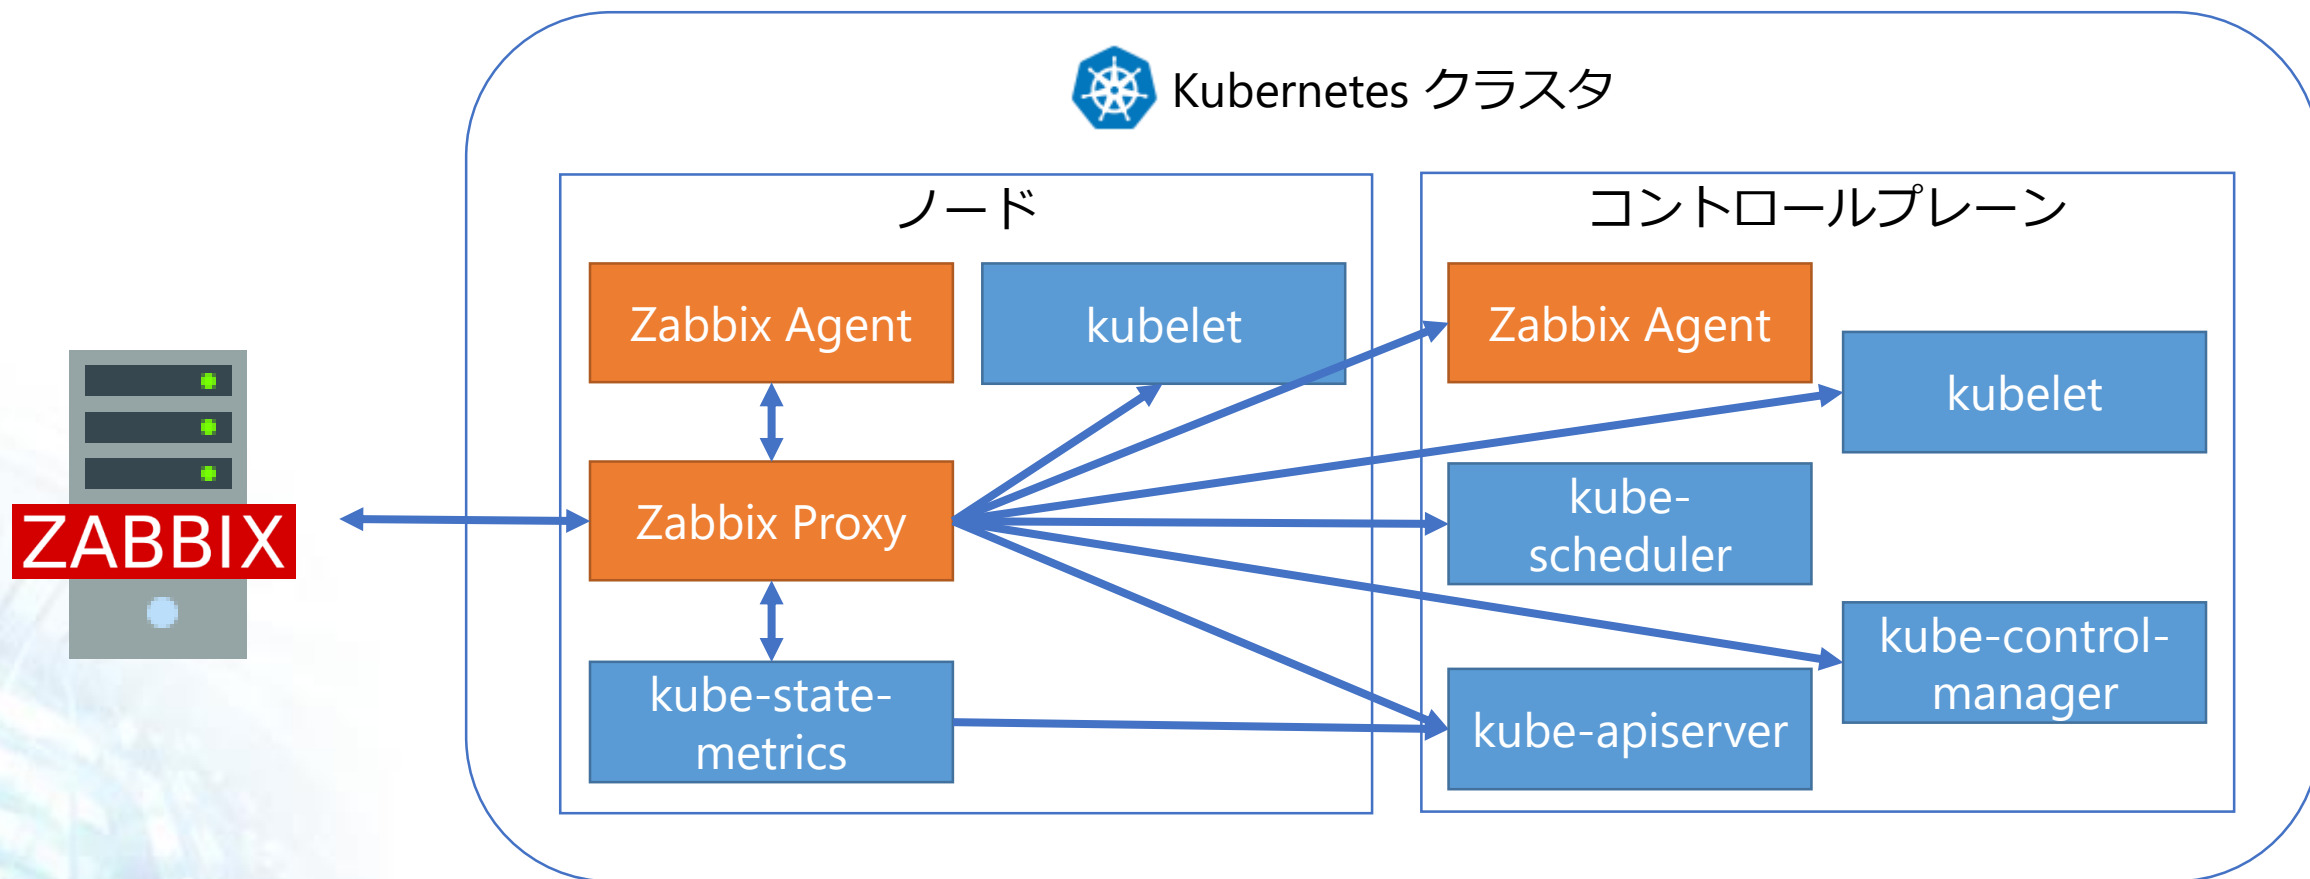 Kubernetes クラスタ
ノード
コントロールプレーン
Zabbix Agent
kubelet
Zabbix Agent
kubelet
ZABBIX
Zabbix Proxy
kube-
scheduler
kube-state-
metrics
kube-control-
manager
kube-apiserver